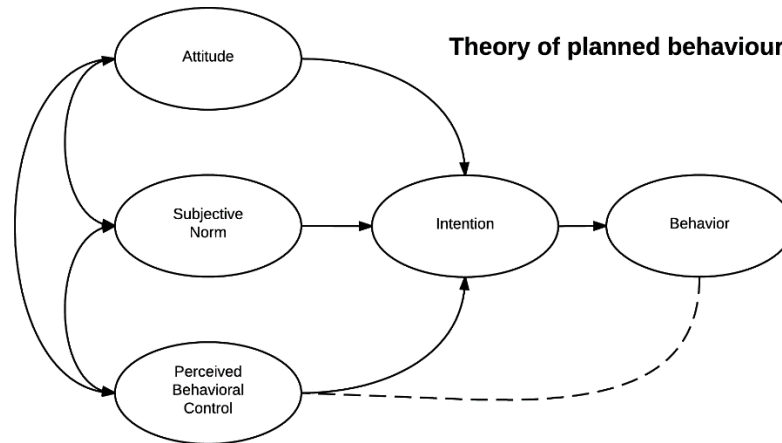 Theory of planned behaviour
Attitude
Subjective
Norm
Intention
Behavior
Perceived
Behavioral
Control